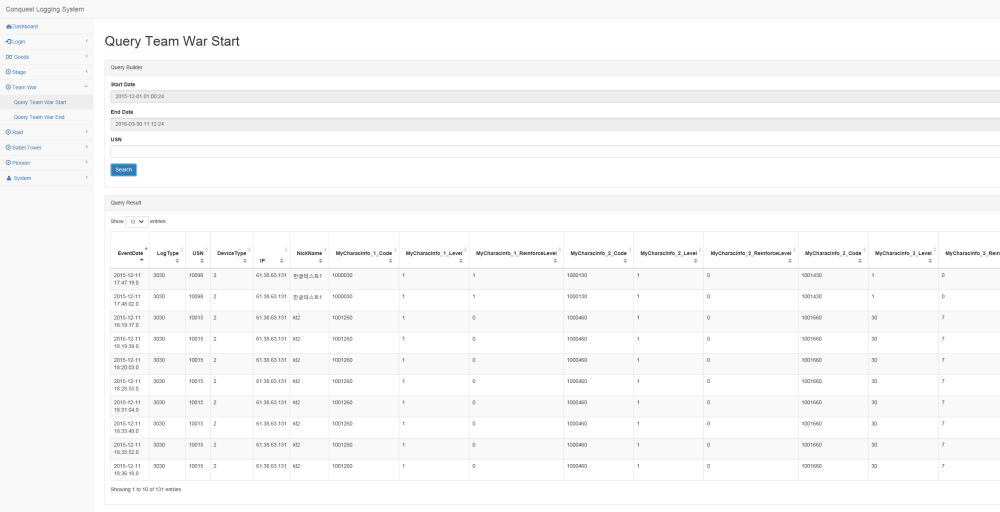 Conquest Logging System
Dashboard
Login
Goods
Stage
Team War
Query Team War Start
Query Team War End
Raid
Babel Tower
Pioneer
System
Query Team War Start
Query Builder
Start Date
2015-12-01 01:00:24
End Date
2016-03-30 11:12:24
USN
Search
Query Result
Show 10 entries
EventDate LogType USN DeviceType IP NickName MyCharacInfo_1_Code MyCharacInfo_1_Level MyCharacInfo_1_ReinforceLevel MyCharacInfo_2_Code MyCharacInfo_2_Level MyCharacInfo_2_ReinforceLevel MyCharacInfo_3_Code MyCharacInfo_3_Level MyCharacInfo_3_Rein
2015-12-11 3030 10098 2 61.38.63.131 한글테스트1 1000030 1 1 1000130 1 0 1001430 1 0
17:47:19.0
2015-12-11 3030 10098 2 61.38.63.131 한글테스트1 1000030 1 1 1000130 1 0 1001430 1 0
17:48:02.0
2015-12-11 3030 10015 2 61.38.63.131 kt2 1001260 1 0 1000460 1 0 1001660 30 7
18:19:17.0
2015-12-11 3030 10015 2 61.38.63.131 kt2 1001260 1 0 1000460 1 0 1001660 30 7
18:19:39.0
2015-12-11 3030 10015 2 61.38.63.131 kt2 1001260 1 0 1000460 1 0 1001660 30 7
18:20:03.0
2015-12-11 3030 10015 2 61.38.63.131 kt2 1001260 1 0 1000460 1 0 1001660 30 7
18:28:55.0
2015-12-11 3030 10015 2 61.38.63.131 kt2 1001260 1 0 1000460 1 0 1001660 30 7
18:31:04.0
2015-12-11 3030 10015 2 61.38.63.131 kt2 1001260 1 0 1000460 1 0 1001660 30 7
18:33:49.0
2015-12-11 3030 10015 2 61.38.63.131 kt2 1001260 1 0 1000460 1 0 1001660 30 7
18:35:52.0
2015-12-11 3030 10015 2 61.38.63.131 kt2 1001260 1 0 1000460 1 0 1001660 30 7
18:36:18.0
Showing 1 to 10 of 131 entries